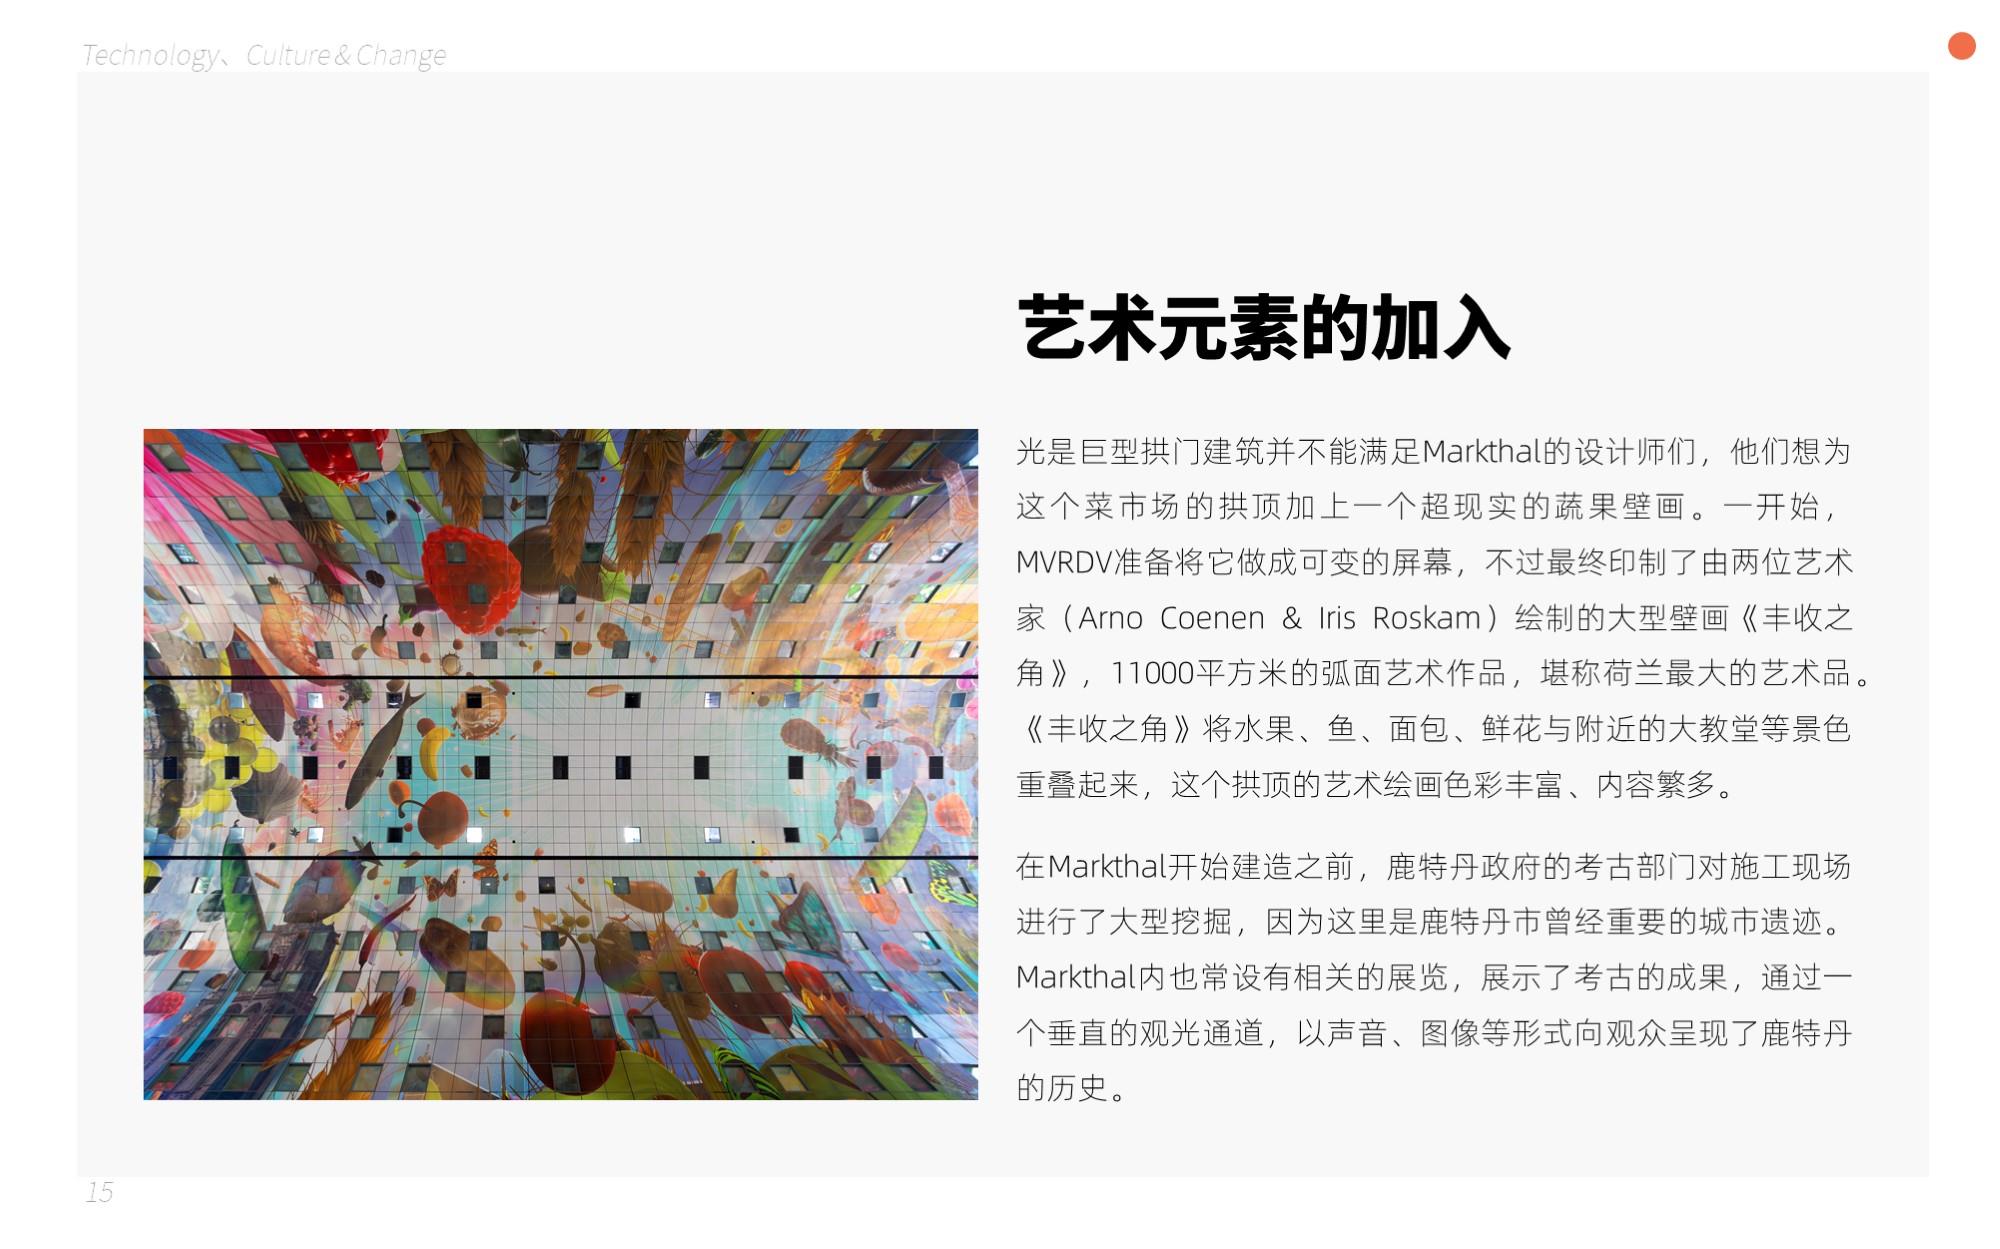 Technology、Culture&Change
艺术元素的加入
光是巨型拱门建筑并不能满足Markthal的设计师们，他们想为
这个菜市场的拱顶加上一个超现实的蔬果壁画。一开始，
MVRDV准备将它做成可变的屏幕，不过最终印制了由两位艺术
家（Arno Coenen & Iris Roskam）绘制的大型壁画《丰收之
角》，11000平方米的弧面艺术作品，堪称荷兰最大的艺术品。
《丰收之角》将水果、鱼、面包、鲜花与附近的大教堂等景色
重叠起来，这个拱顶的艺术绘画色彩丰富、内容繁多。
在Markthal开始建造之前，鹿特丹政府的考古部门对施工现场
进行了大型挖掘，因为这里是鹿特丹市曾经重要的城市遗迹。
Markthal内也常设有相关的展览，展示了考古的成果，通过一
个垂直的观光通道，以声音、图像等形式向观众呈现了鹿特丹
的历史。
15